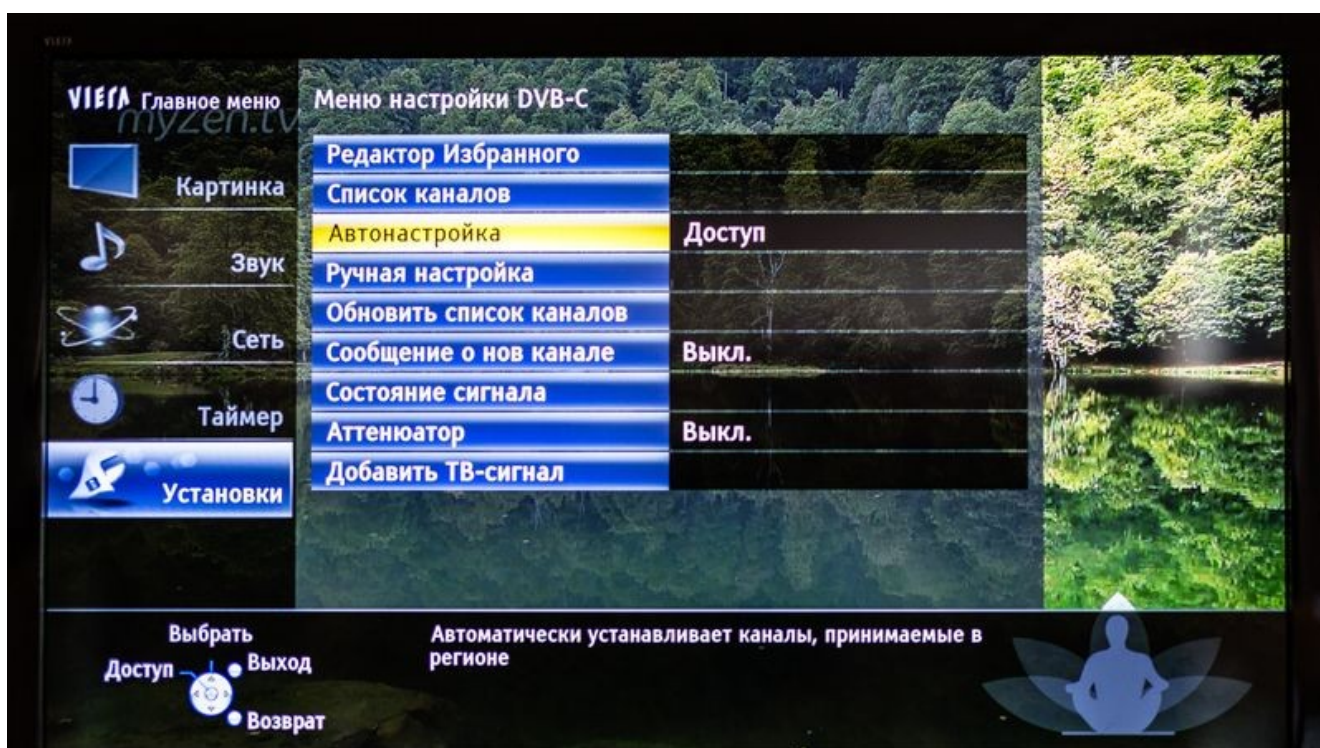 VIERA
VIERA Главное меню
myzen.tv
Картинка
Звук
Сеть
Таймер
Установки
Меню настройки DVB-C
Редактор Избранного
Список каналов
Автонастройка Доступ
Ручная настройка
Обновить список каналов
Сообщение о нов канале Выкл.
Состояние сигнала
Аттенюатор Выкл.
Добавить ТВ-сигнал
Выбрать
Доступ
Выход
Возврат
Автоматически устанавливает каналы, принимаемые в
регионе